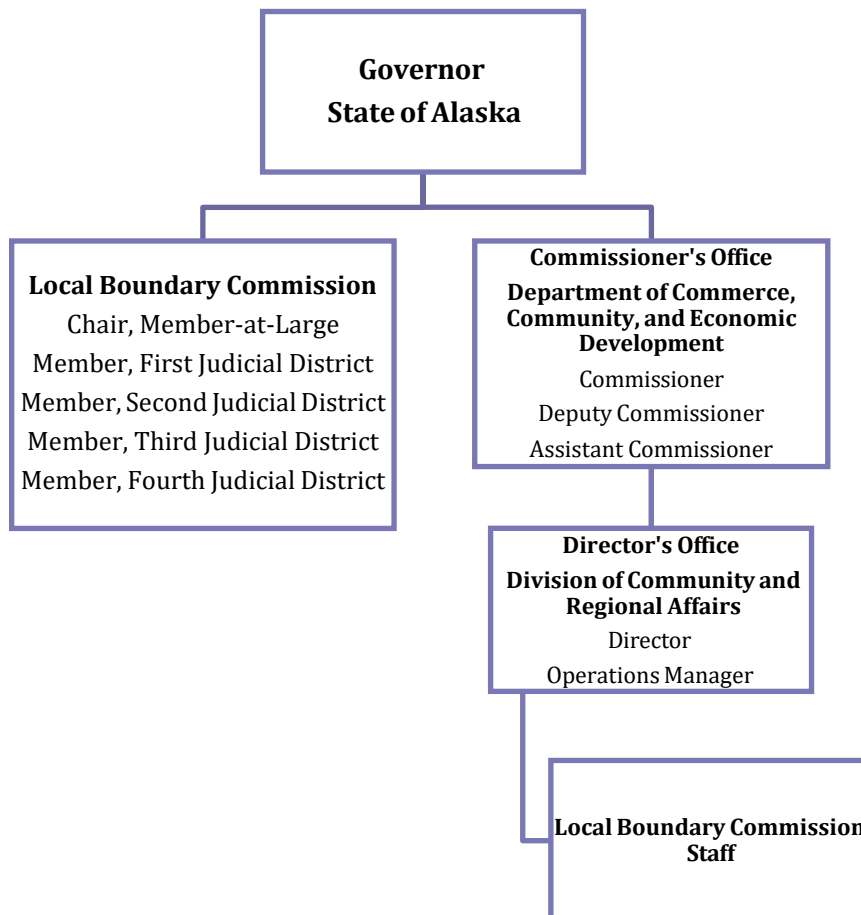 Governor
State of Alaska
Local Boundary Commission
Chair, Member-at-Large
Member, First Judicial District
Member, Second Judicial District
Member, Third Judicial District
Member, Fourth Judicial District
Commissioner's Office
Department of Commerce,
Community, and Economic
Development
Commissioner
Deputy Commissioner
Assistant Commissioner
Director's Office
Division of Community and
Regional Affairs
Director
Operations Manager
Local Boundary Commission
Staff